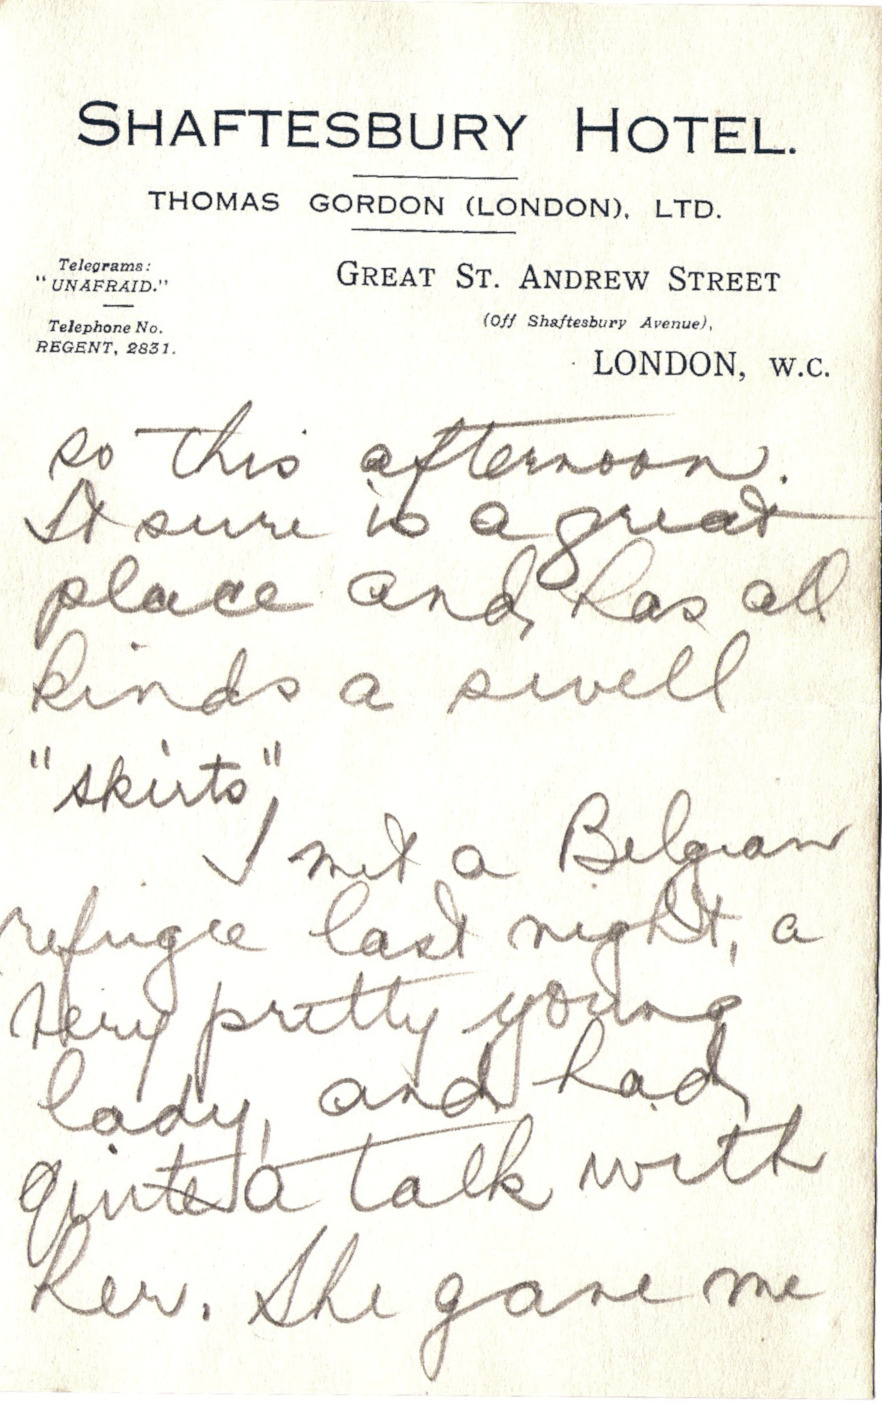 SHAFTESBURY HOTEL.
THOMAS GORDON (LONDON), LTD.
Telegrams:
"UNAFRAID."
Telephone No.
REGENT, 2831.
GREAT ST. ANDREW STREET
(Off Shaftesbury Avenue),
LONDON, W.C.
so this afternoon.
It sure is a great
place and has all
kinds a swell
"skirts"
I met a Belgian
refugee last night, a
very pretty young
lady, and had
quite a talk with
her. She gave me